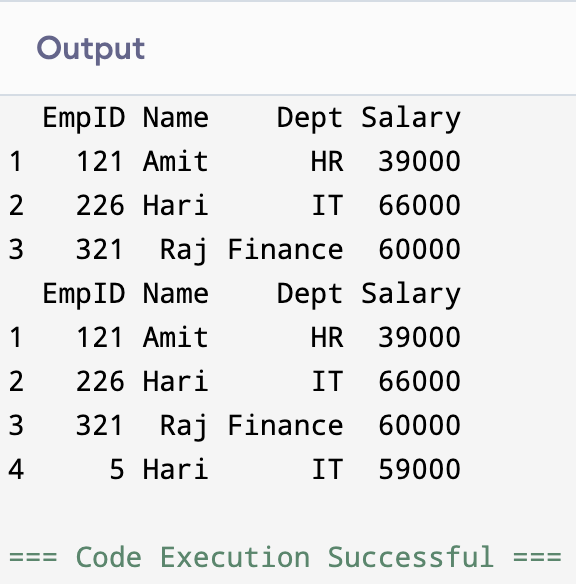 Output
  EmpID Name    Dept Salary
1   121 Amit      HR  39000
2   226 Hari      IT  66000
3   321  Raj Finance  60000
  EmpID Name    Dept Salary
1   121 Amit      HR  39000
2   226 Hari      IT  66000
3   321  Raj Finance  60000
4     5 Hari      IT  59000
=== Code Execution Successful ===